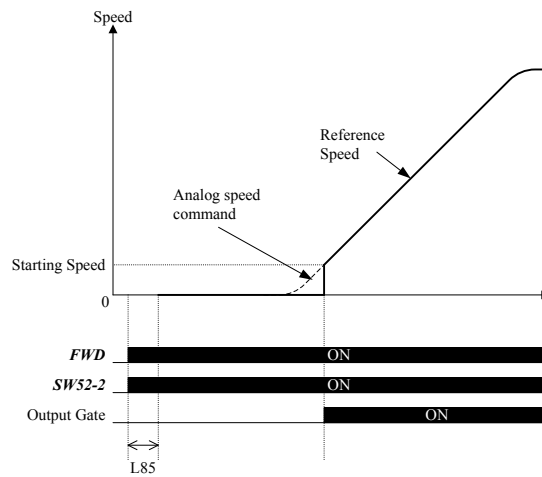 Speed
Reference
Speed
Analog speed
command
Starting Speed
0
FWD
ON
SW52-2
ON
Output Gate
ON
L85